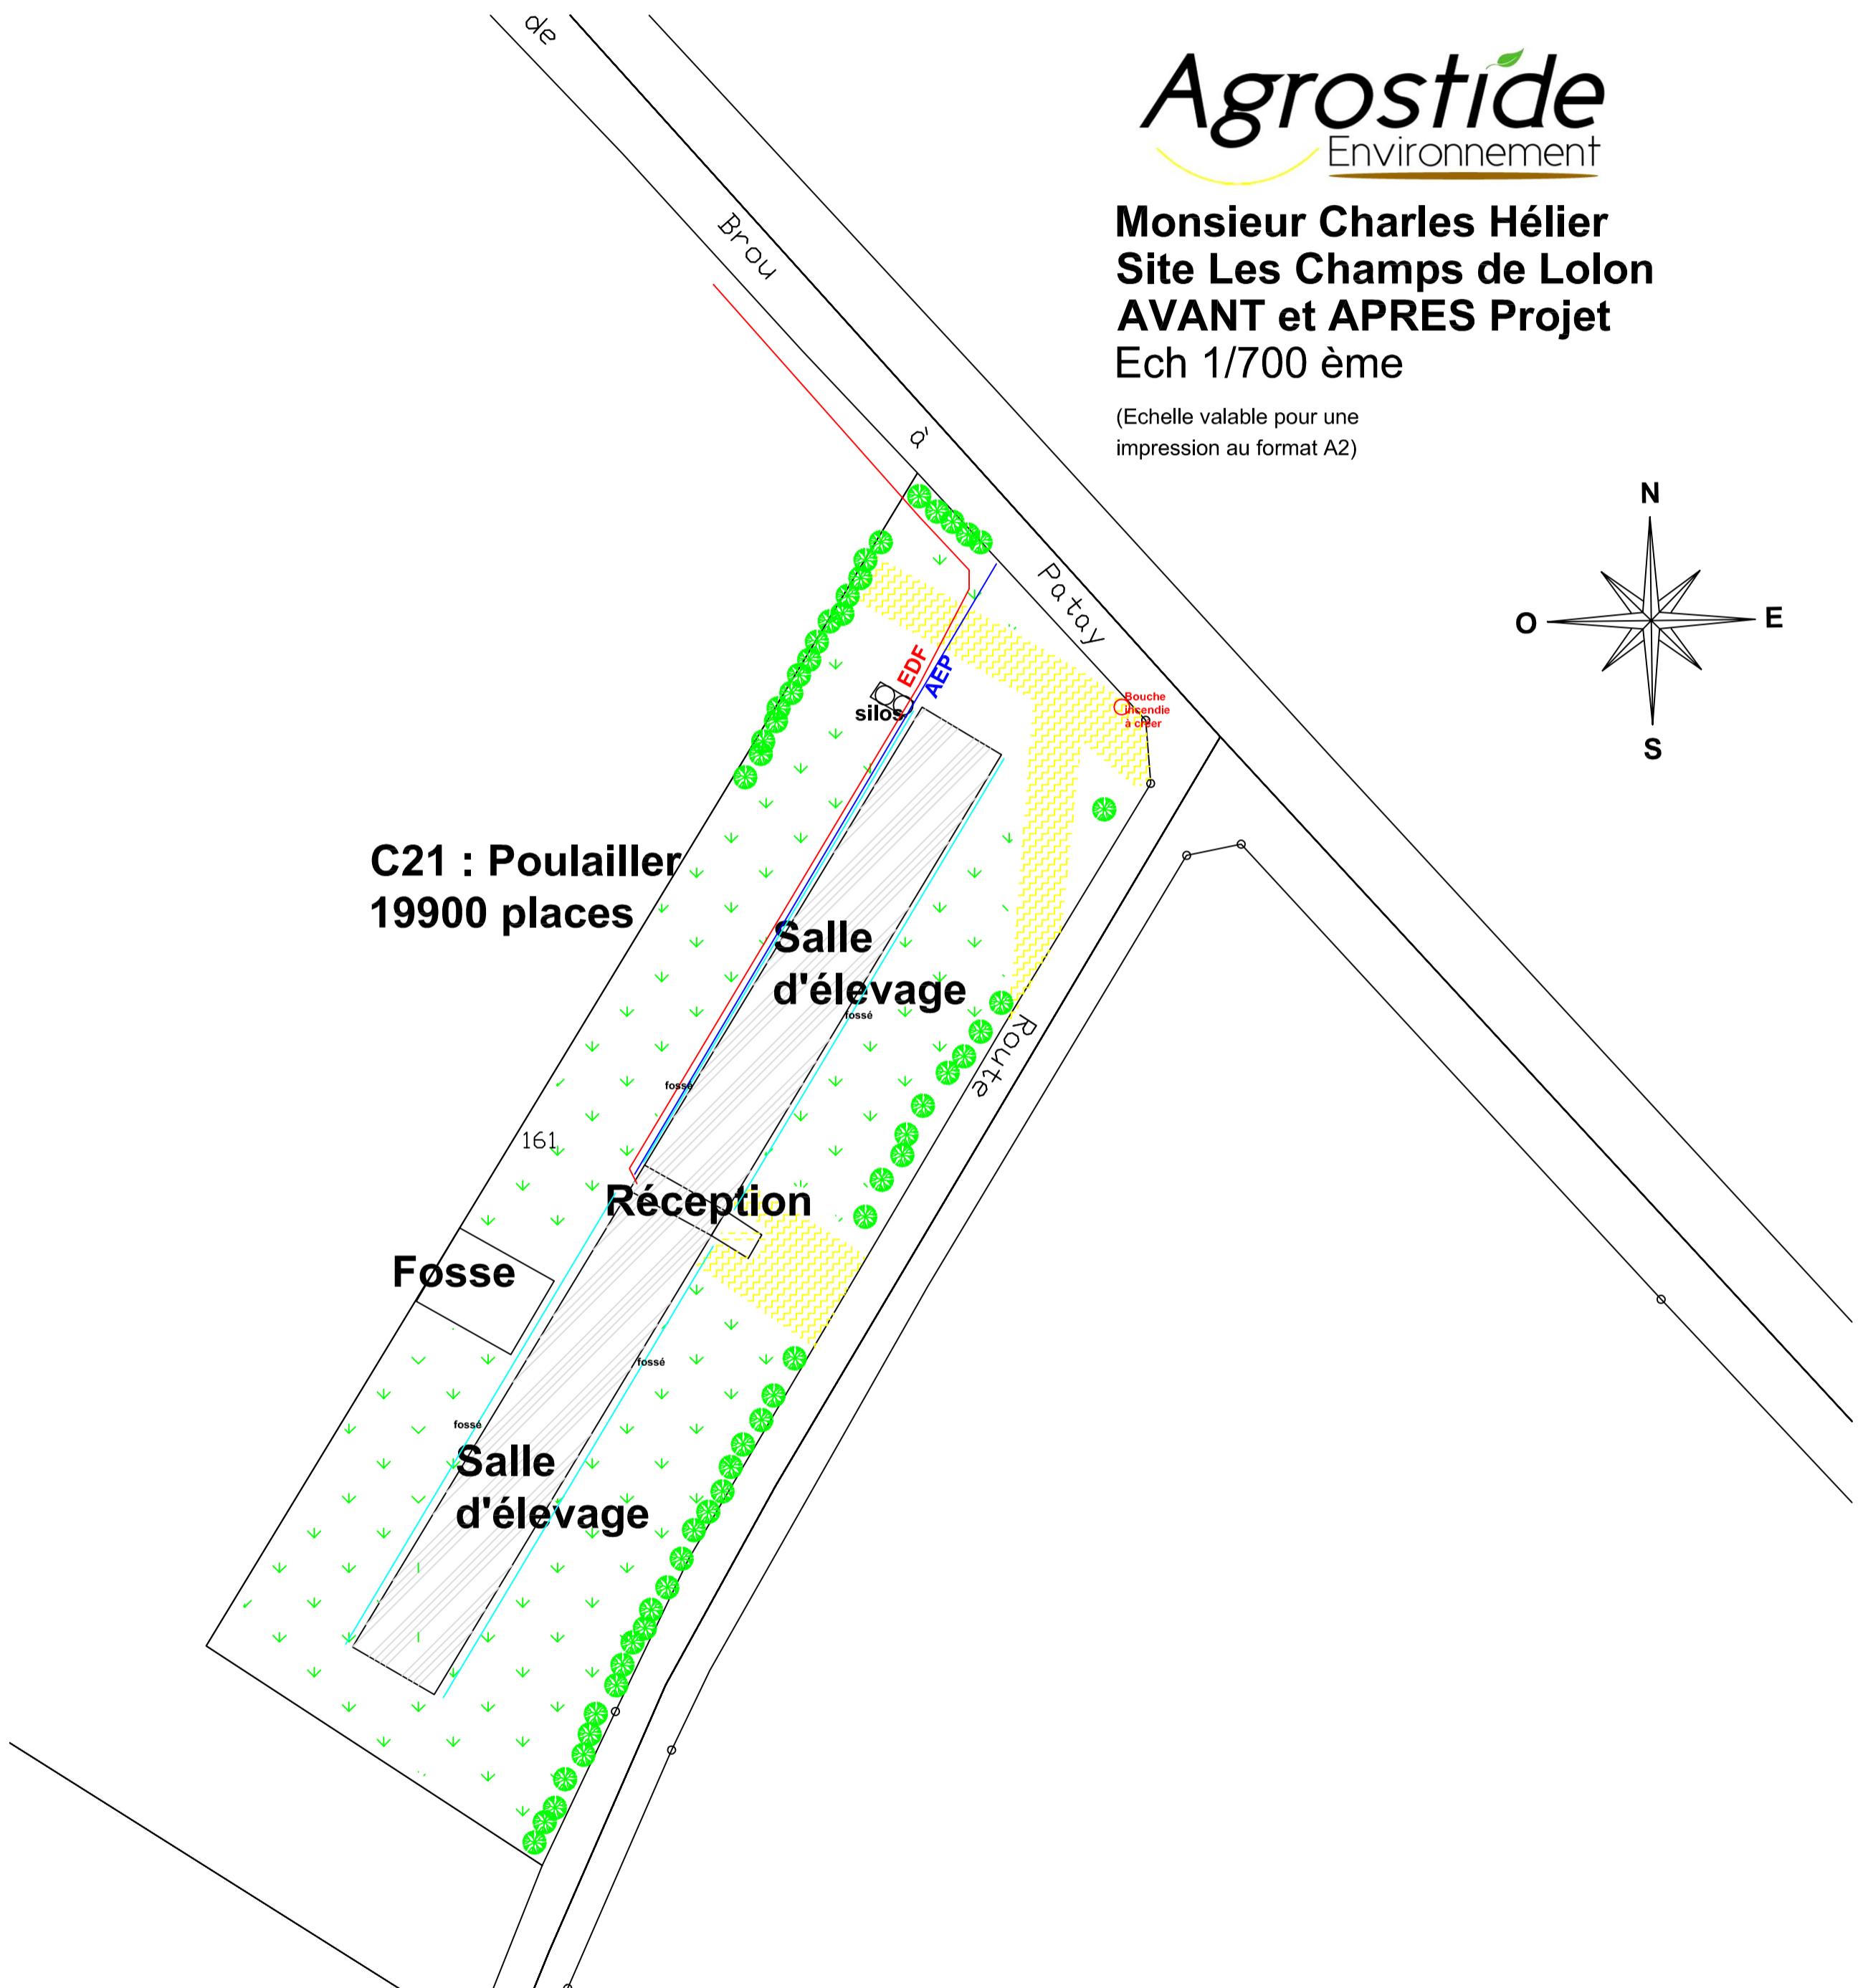 de
Agrostide
Environnement
Monsieur Charles Hélier
Site Les Champs de Lolon
AVANT et APRES Projet
Ech 1/700 ème
(Echelle valable pour une
impression au format A2)
Brou
à
Patay
N
O
E
S
EDF
AEP
silos
Bouche
incendie
à créer
C21 : Poulailler
19900 places
Salle
d'élevage
fossé
Route
fossé
161
Réception
Fosse
fossé
fossé
Salle
d'élevage